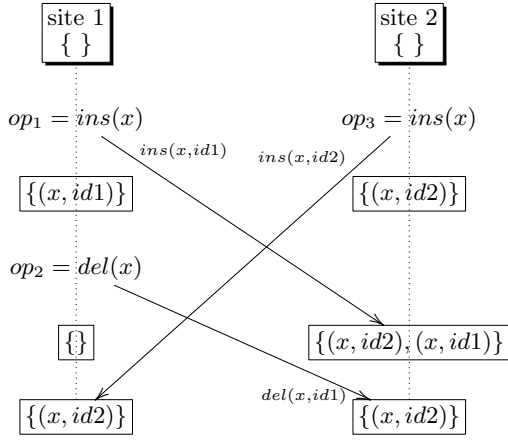 site 1
{ }
site 2
{ }
op₁ = ins(x)
op₃ = ins(x)
ins(x,id1)
ins(x,id2)
{(x, id1)}
{(x, id2)}
op₂ = del(x)
{}
{(x, id2), (x, id1)}
del(x,id1)
{(x, id2)}
{(x, id2)}